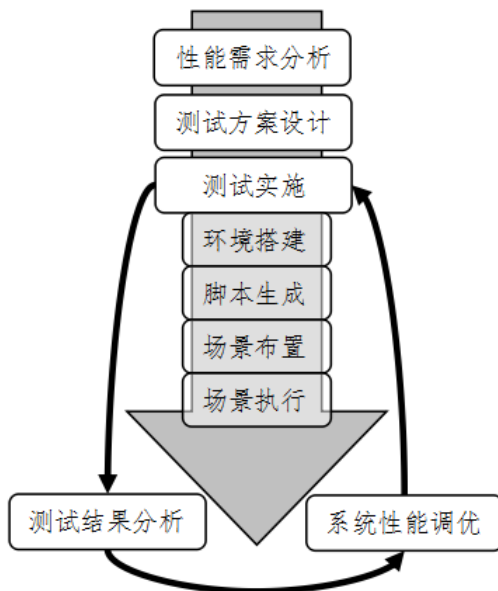 性能需求分析
测试方案设计
测试实施
环境搭建
脚本生成
场景布置
场景执行
测试结果分析
系统性能调优